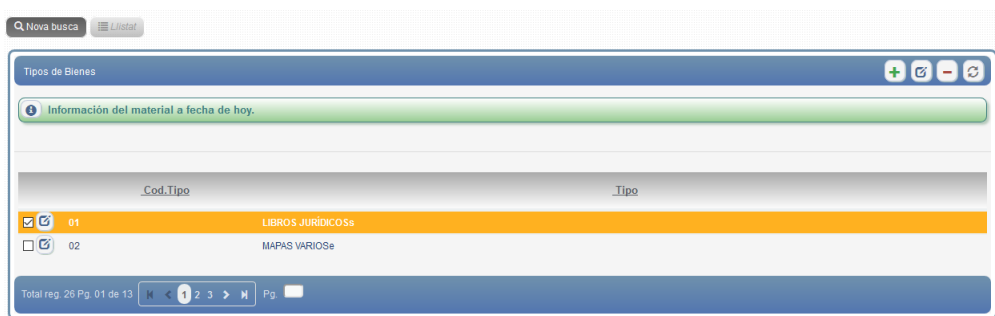 Nova busca Llistat
Tipos de Bienes
Información del material a fecha de hoy.
Cod.Tipo Tipo
01 LIBROS JURÍDICOSs
02 MAPAS VARIOSe
Total reg. 26 Pg. 01 de 13 1 2 3 Pg.